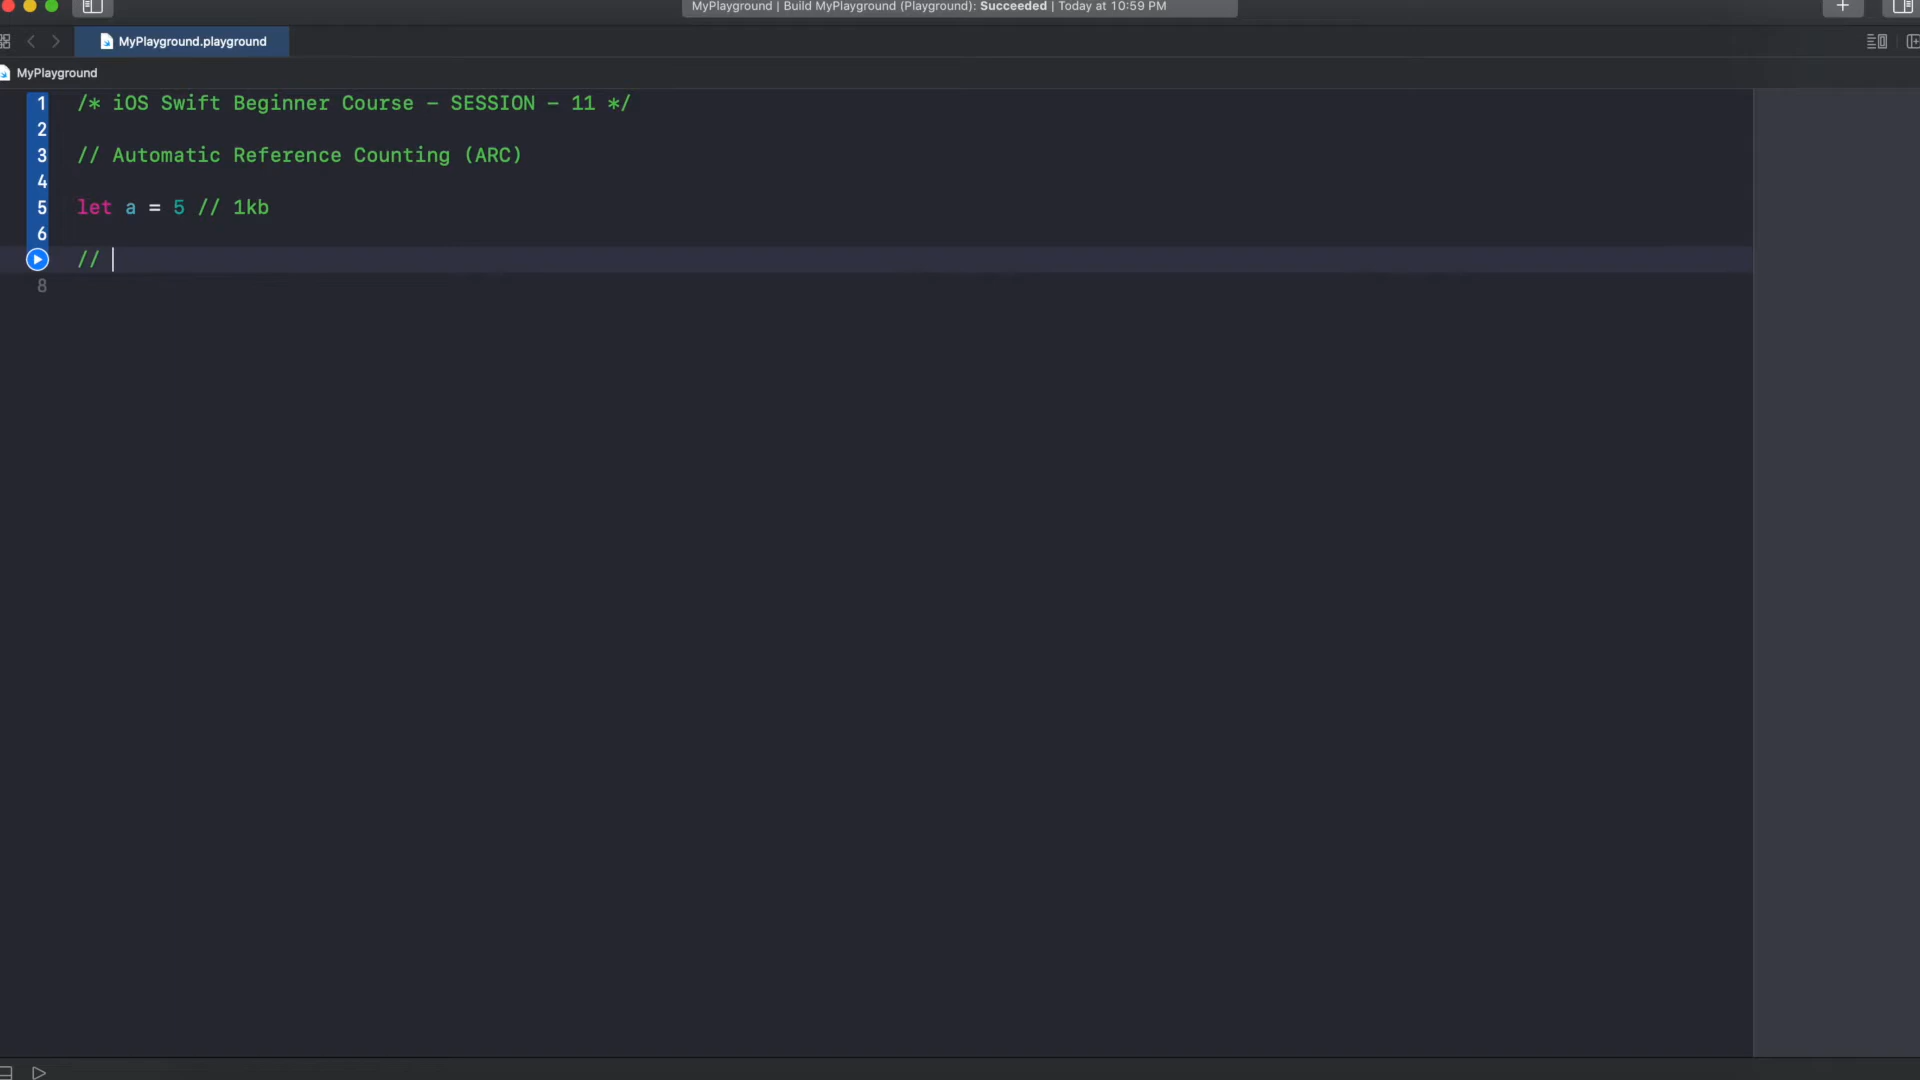 MyPlayground | Build MyPlayground (Playground): Succeeded | Today at 10:59 PM
MyPlayground.playground
MyPlayground
1 /* iOS Swift Beginner Course – SESSION – 11 */
2
3 // Automatic Reference Counting (ARC)
4
5 let a = 5 // 1kb
6
//
8